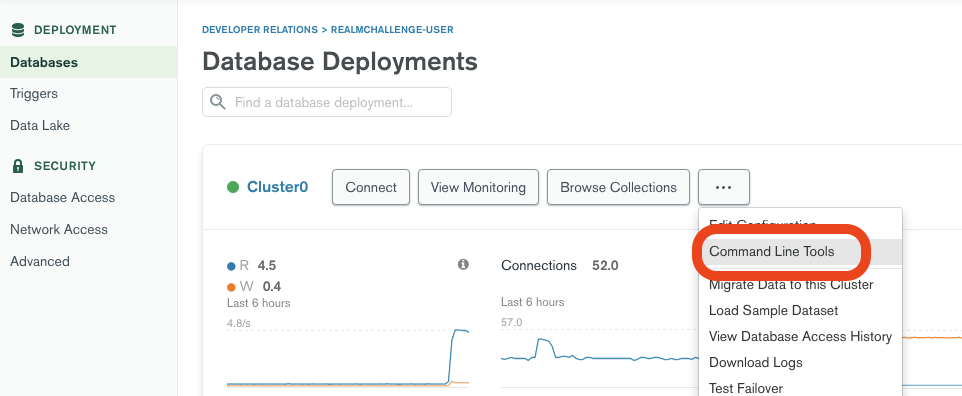 DEPLOYMENT
Databases
Triggers
Data Lake
SECURITY
Database Access
Network Access
Advanced
DEVELOPER RELATIONS > REALMCHALLENGE-USER
Database Deployments
Find a database deployment...
Cluster0
Connect
View Monitoring
Browse Collections
...
Edit Configuration
Command Line Tools
Migrate Data to this Cluster
Load Sample Dataset
View Database Access History
Download Logs
Test Failover
R 4.5
W 0.4
Last 6 hours
4.8/s
Connections 52.0
Last 6 hours
57.0